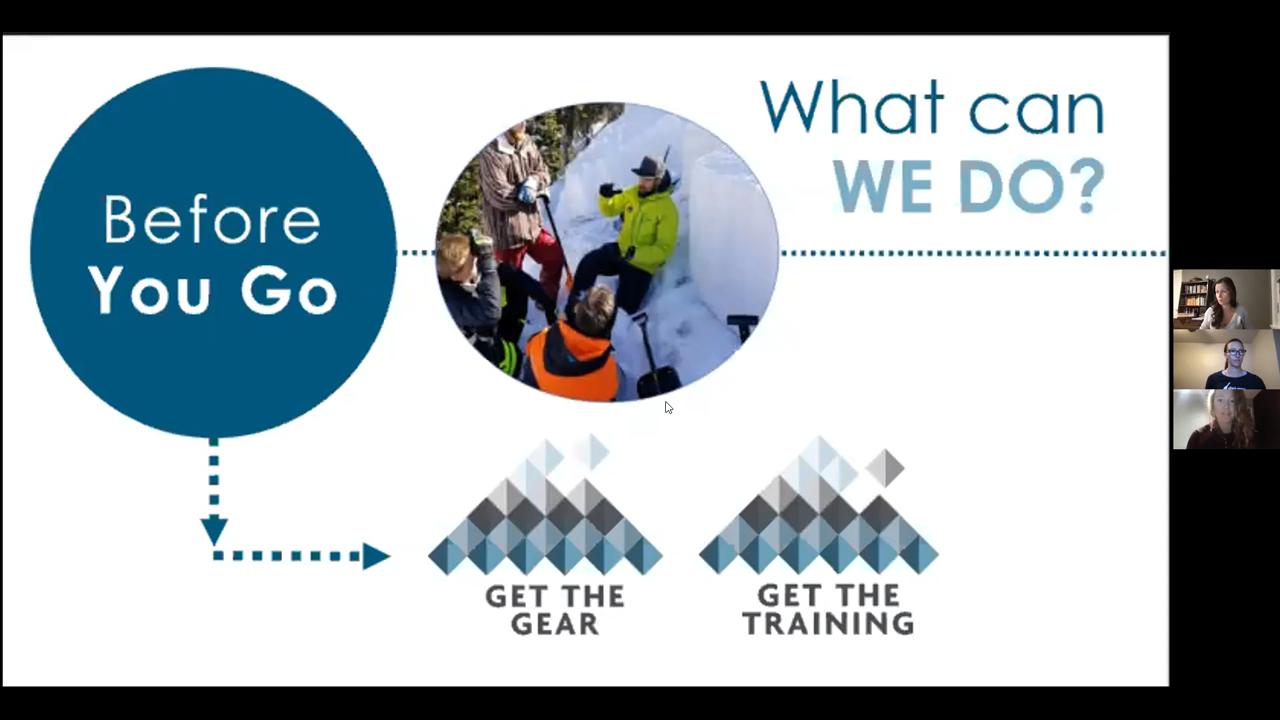 Before
You Go
What can
WE DO?
GET THE
GEAR
GET THE
TRAINING